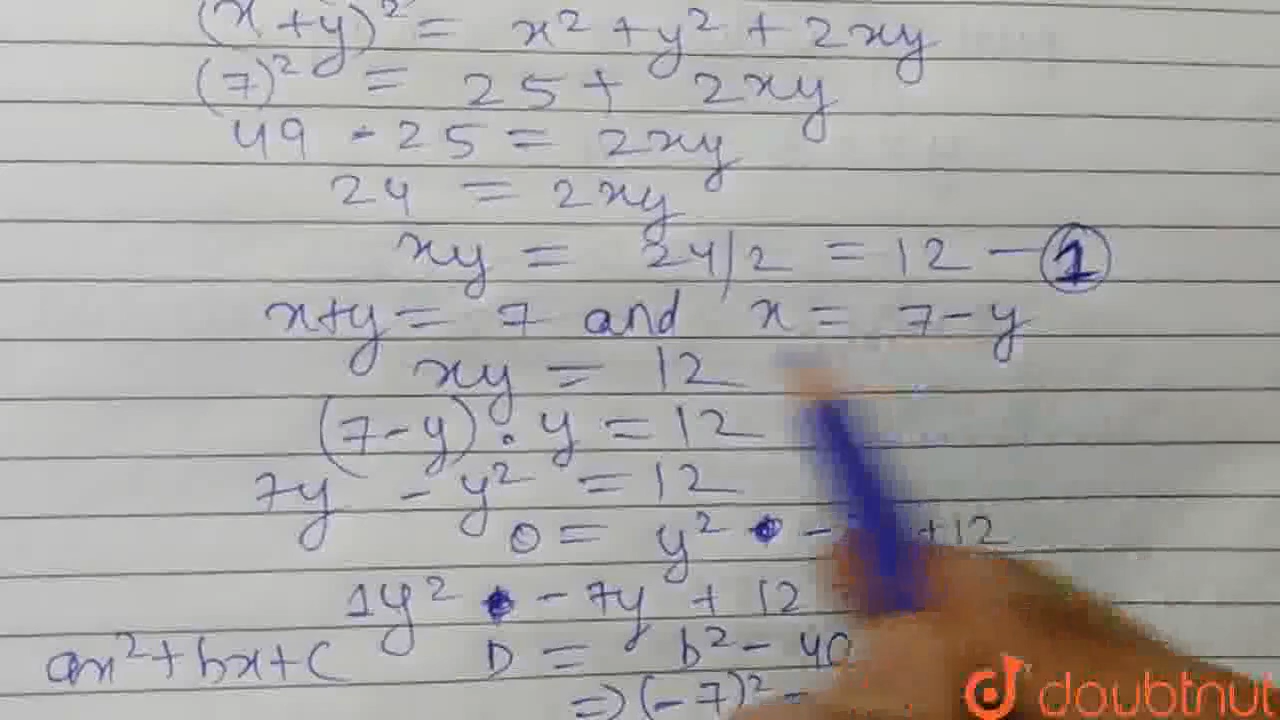 (x+y)² = x² + y² + 2xy
(7)² = 25 + 2xy
49 - 25 = 2xy
24 = 2xy
xy = 24/2 = 12 — ①
x+y = 7 and x = 7-y
xy = 12
(7-y).y = 12
7y - y² = 12
0 = y² - +12
1y² - 7y + 12
ax²+bx+c D = b² - 4
=> (-7)² -
doubtnut